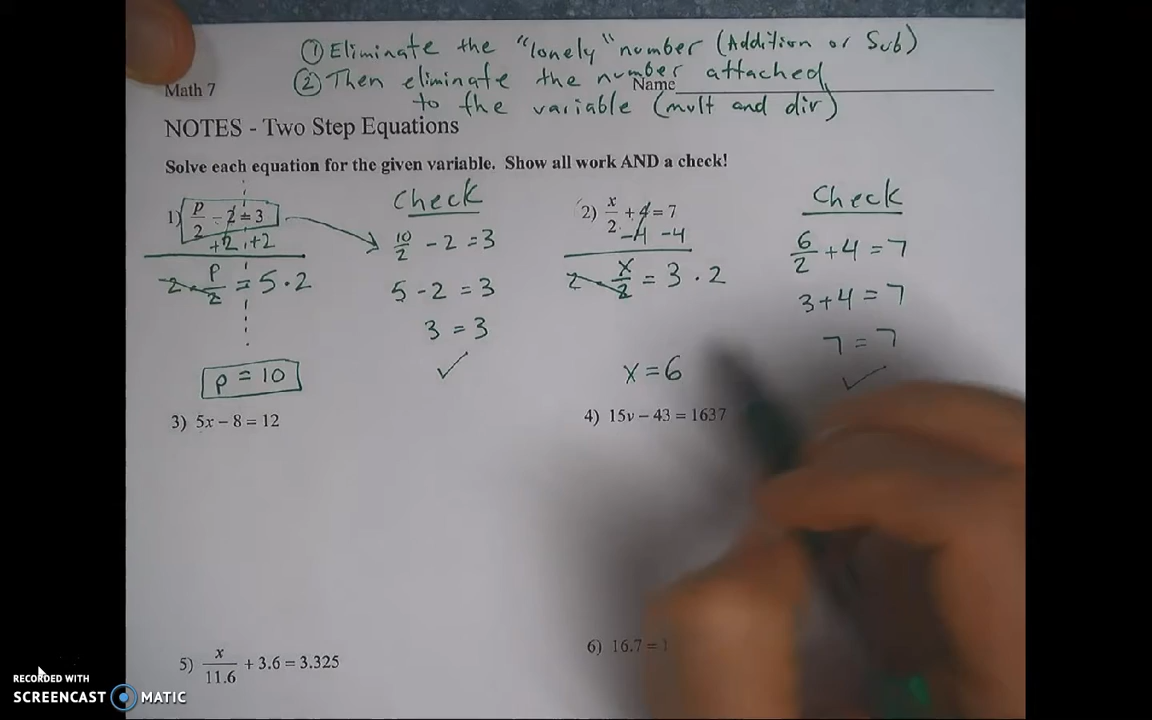 ① Eliminate the "lonely" number (Addition or Sub)
② Then eliminate the number attached
to the variable (mult and div)
Math 7
Name
NOTES - Two Step Equations
Solve each equation for the given variable. Show all work AND a check!
1) p/2 - 2 = 3
+2 +2
2 · p/2 = 5 · 2
p = 10
Check
10/2 - 2 = 3
5 - 2 = 3
3 = 3
✓
2) x/2 + 4 = 7
-4 -4
2 · x/2 = 3 · 2
x = 6
Check
6/2 + 4 = 7
3 + 4 = 7
7 = 7
✓
3) 5x – 8 = 12
4) 15v – 43 = 1637
5) x/11.6 + 3.6 = 3.325
6) 16.7 =
RECORDED WITH
SCREENCAST MATIC